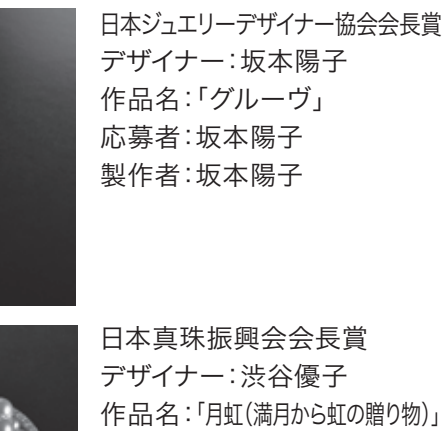 日本ジュエリーデザイナー協会会長賞
デザイナー：坂本陽子
作品名：「グルーヴ」
応募者：坂本陽子
製作者：坂本陽子
日本真珠振興会会長賞
デザイナー：渋谷優子
作品名：「月虹(満月から虹の贈り物)」